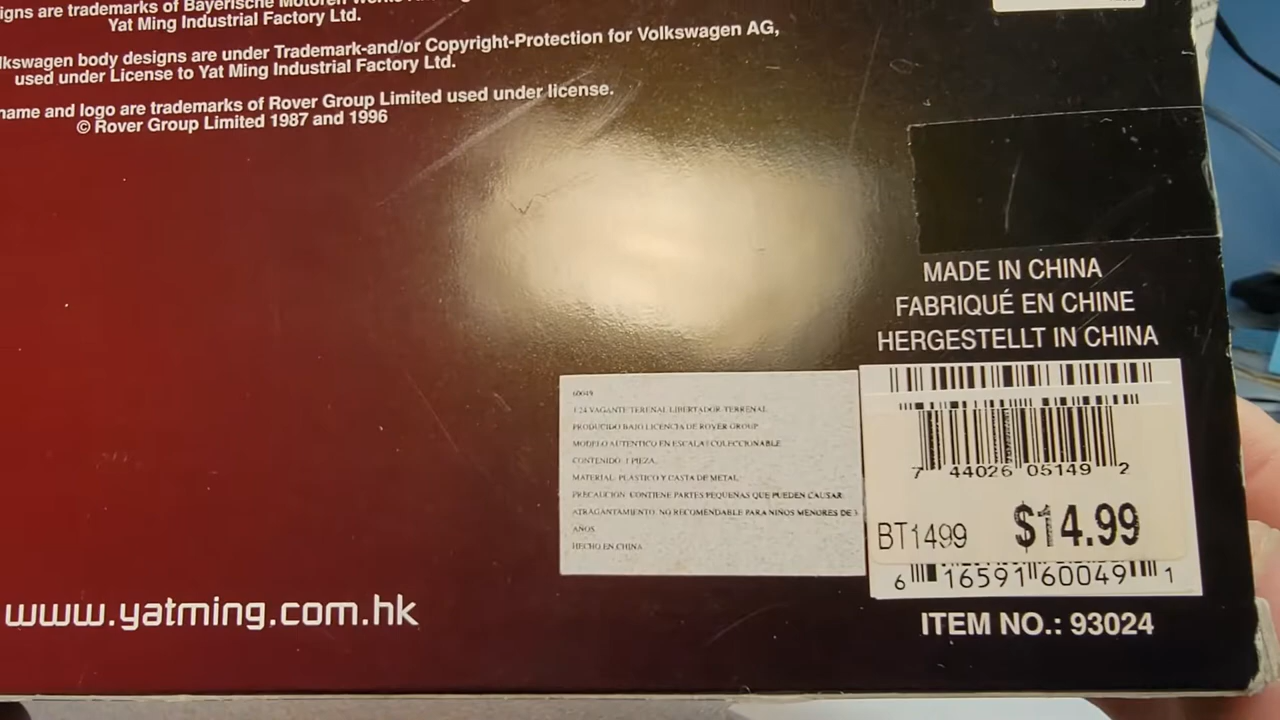 igns are trademarks of Bayerische Motoren
Yat Ming Industrial Factory Ltd.
lkswagen body designs are under Trademark-and/or Copyright-Protection for Volkswagen AG,
used under License to Yat Ming Industrial Factory Ltd.
name and logo are trademarks of Rover Group Limited used under license.
© Rover Group Limited 1987 and 1996
MADE IN CHINA
FABRIQUÉ EN CHINE
HERGESTELLT IN CHINA
60049
1:24 VAGANTE TERENAL LIBERTADOR TERRENAL
PRODUCIDO BAJO LICENCIA DE ROVER GROUP
MODELO AUTENTICO EN ESCALA COLECCIONABLE
CONTENIDO: 1 PIEZA.
MATERIAL: PLASTICO Y CASTA DE METAL
PRECAUCION: CONTIENE PARTES PEQUEÑAS QUE PUEDEN CAUSAR
ATRAGANTAMIENTO. NO RECOMENDABLE PARA NIÑOS MENORES DE 3
AÑOS.
HECHO EN CHINA
7 44026 05149 2
BT1499 $14.99
6 16591 60049 1
ITEM NO.: 93024
www.yatming.com.hk